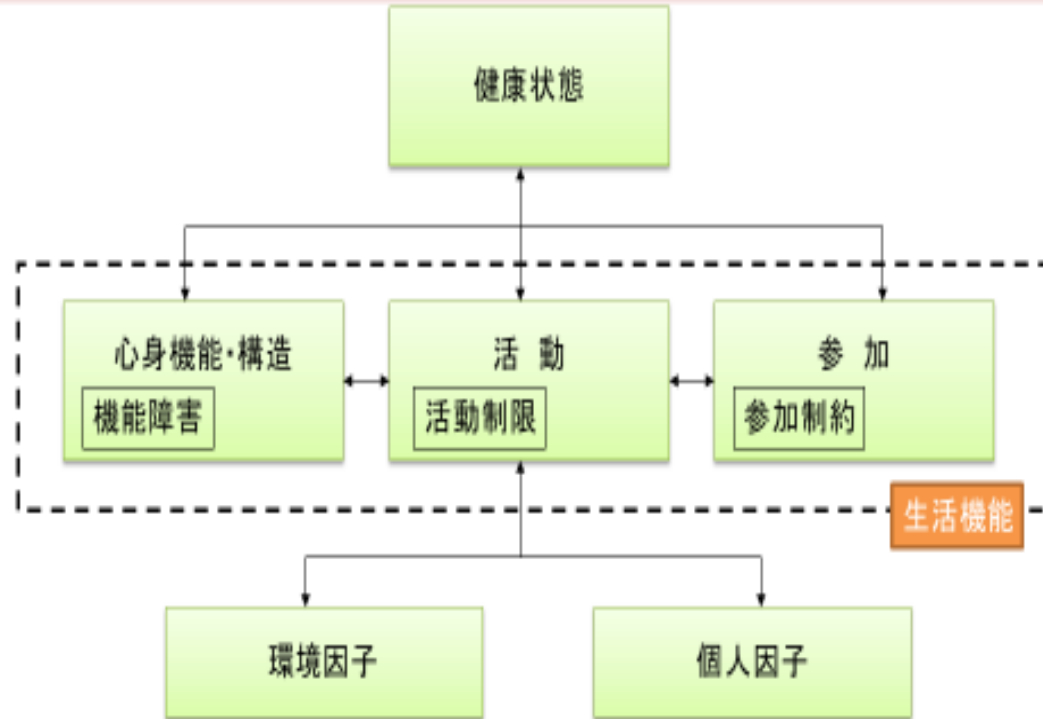 健康状態
心身機能・構造
機能障害
活 動
活動制限
参 加
参加制約
生活機能
環境因子
個人因子